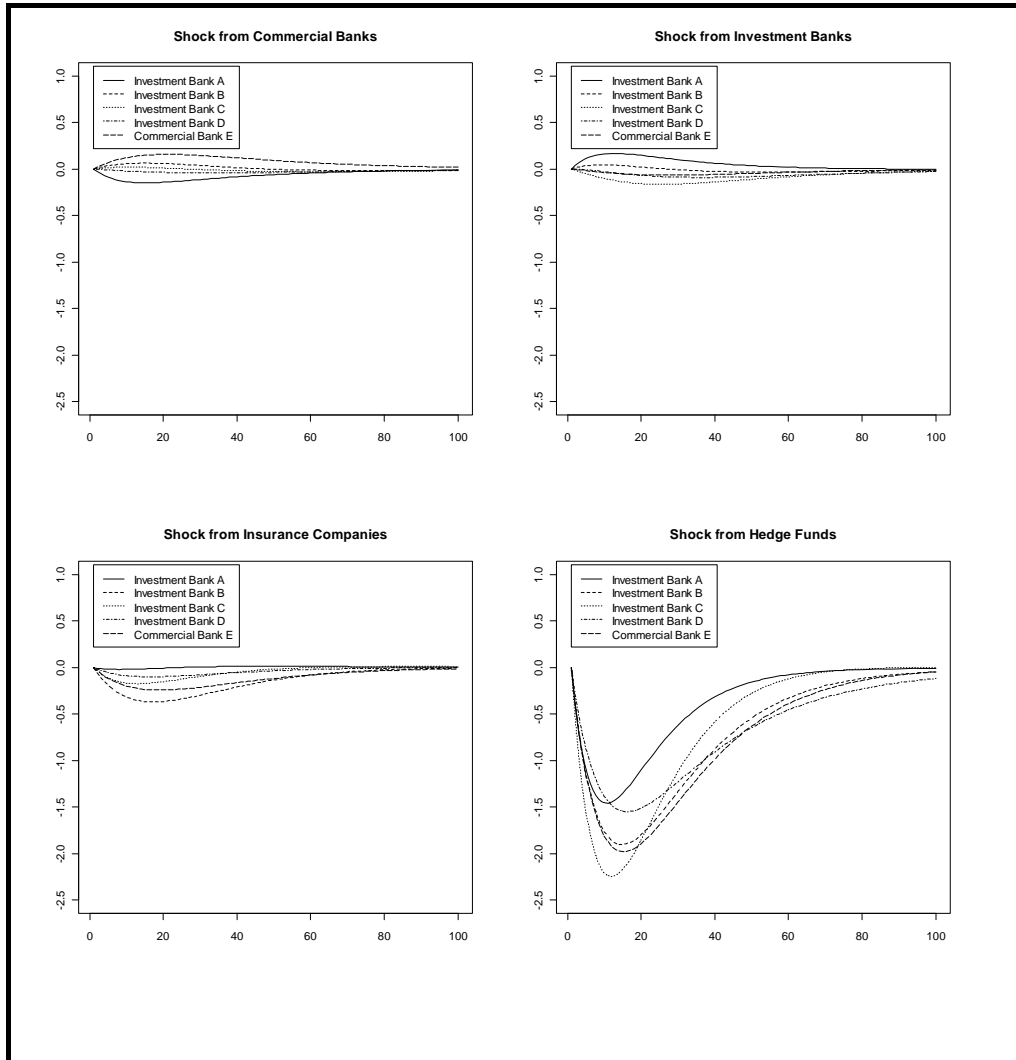 Shock from Commercial Banks
Investment Bank A
Investment Bank B
Investment Bank C
Investment Bank D
Commercial Bank E
1.0
0.5
0.0
-0.5
-1.0
-1.5
-2.0
-2.5
0 20 40 60 80 100
Shock from Investment Banks
Investment Bank A
Investment Bank B
Investment Bank C
Investment Bank D
Commercial Bank E
1.0
0.5
0.0
-0.5
-1.0
-1.5
-2.0
-2.5
0 20 40 60 80 100
Shock from Insurance Companies
Investment Bank A
Investment Bank B
Investment Bank C
Investment Bank D
Commercial Bank E
1.0
0.5
0.0
-0.5
-1.0
-1.5
-2.0
-2.5
0 20 40 60 80 100
Shock from Hedge Funds
Investment Bank A
Investment Bank B
Investment Bank C
Investment Bank D
Commercial Bank E
1.0
0.5
0.0
-0.5
-1.0
-1.5
-2.0
-2.5
0 20 40 60 80 100